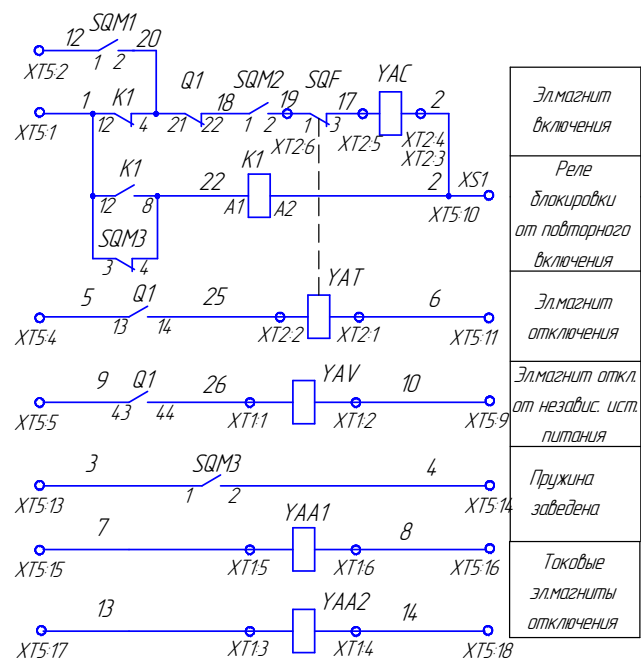 SQM1
12 20
1 2
XT5:2
Q1 SQM2 SQF YAC
1 K1 18 19 17 2
12 4 21 22 1 2 1 3
XT5:1 XT2:6 XT2:5 XT2:4
XT2:3
Эл.магнит
включения
K1 22 K1 2 XS1
12 8 A1 A2 XT5:10
SQM3
3 4
Реле
блокировки
от повторного
включения
YAT
5 Q1 25 6
13 14
XT5:4 XT2:2 XT2:1 XT5:11
Эл.магнит
отключения
YAV
9 Q1 26 10
43 44
XT5:5 XT1:1 XT1:2 XT5:9
Эл.магнит откл.
от независ. ист.
питания
3 SQM3 4
1 2
XT5:13 XT5:14
Пружина
заведена
YAA1
7 8
XT5:15 XT1:5 XT1:6 XT5:16
YAA2
13 14
XT5:17 XT1:3 XT1:4 XT5:18
Токовые
эл.магниты
отключения